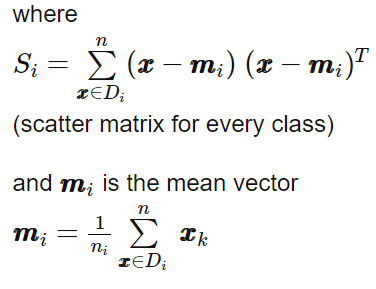 where
S_i = \sum_{x \in D_i}^{n} (x − m_i) (x − m_i)^T
(scatter matrix for every class)
and m_i is the mean vector
m_i = \frac{1}{n_i} \sum_{x \in D_i}^{n} x_k